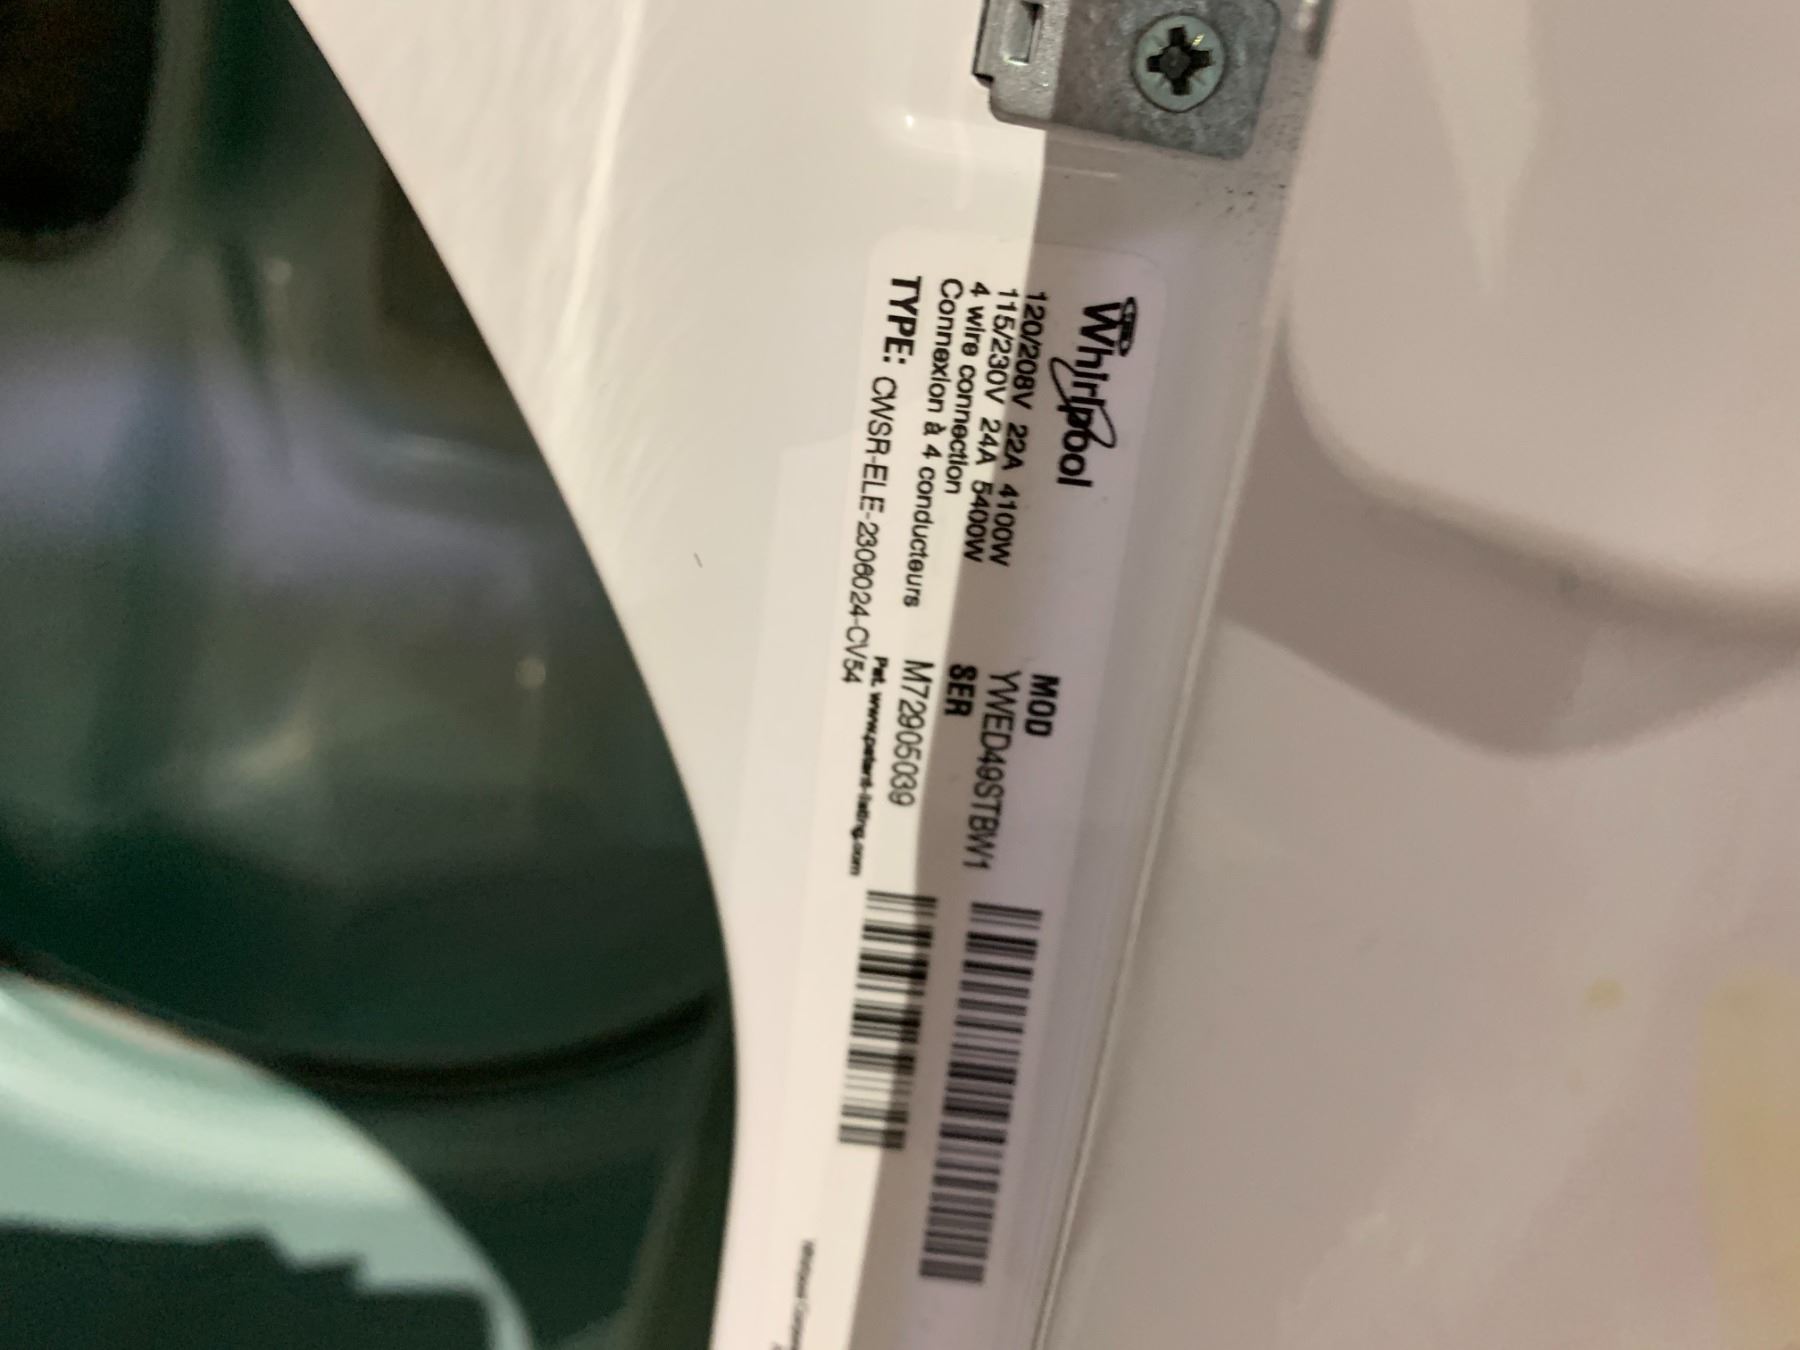 Whirlpool
120/208V 22A 4100W
115/230V 24A 5400W
4 wire connection
Connexion à 4 conducteurs
TYPE: CWSR-ELE-2306024-CV54
MOD
YWED49STBW1
SER
M72905039
Pat. www.patent-listing.com